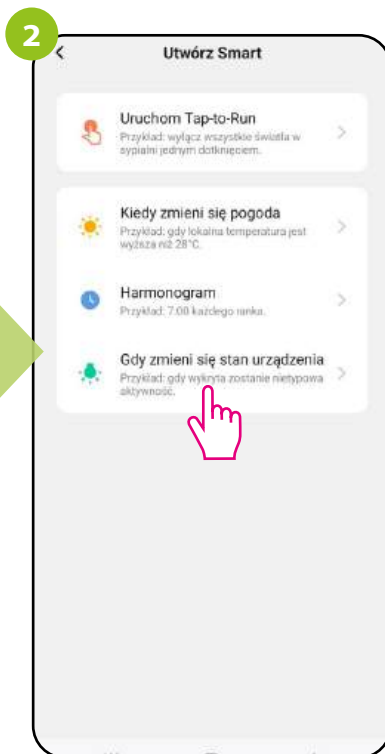 2
Utwórz Smart
Uruchom Tap-to-Run
Przykład: wyłącz wszystkie światła w
sypialni jednym dotknięciem.
Kiedy zmieni się pogoda
Przykład: gdy lokalna temperatura jest
wyższa niż 28°C.
Harmonogram
Przykład: 7:00 każdego ranka.
Gdy zmieni się stan urządzenia
Przykład: gdy wykryta zostanie nietypowa
aktywność.